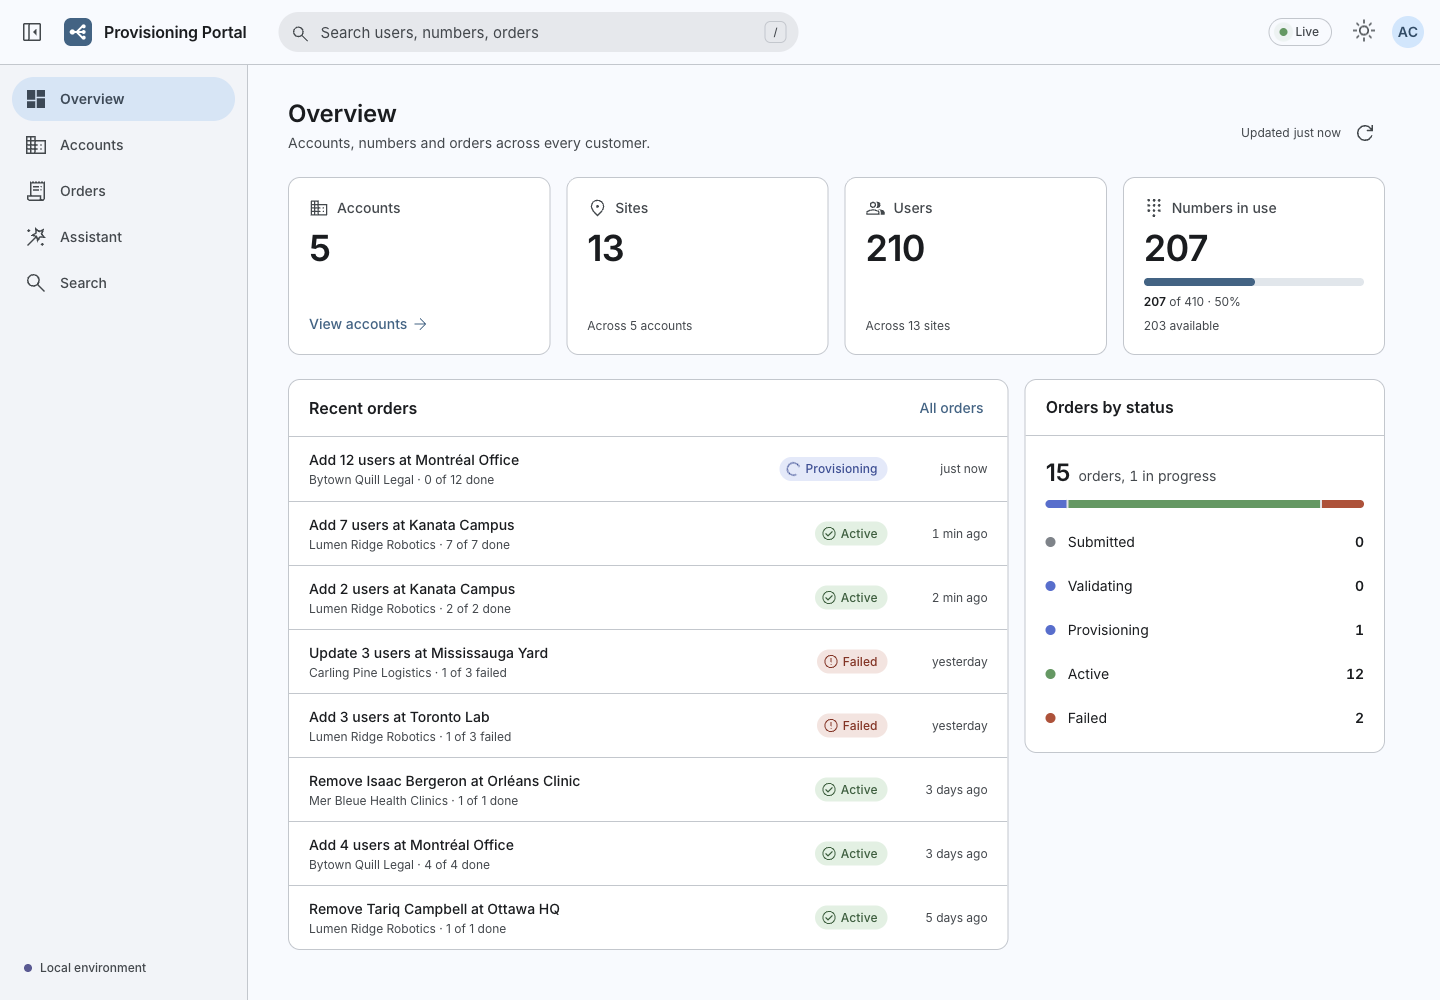 Provisioning Portal
Search users, numbers, orders
/
Live
AC
Overview
Accounts
Orders
Assistant
Search
Local environment
Overview
Accounts, numbers and orders across every customer.
Updated just now
Accounts
5
View accounts
Sites
13
Across 5 accounts
Users
210
Across 13 sites
Numbers in use
207
207 of 410 · 50%
203 available
Recent orders
All orders
Add 12 users at Montréal Office
Bytown Quill Legal · 0 of 12 done
Provisioning
just now
Add 7 users at Kanata Campus
Lumen Ridge Robotics · 7 of 7 done
Active
1 min ago
Add 2 users at Kanata Campus
Lumen Ridge Robotics · 2 of 2 done
Active
2 min ago
Update 3 users at Mississauga Yard
Carling Pine Logistics · 1 of 3 failed
Failed
yesterday
Add 3 users at Toronto Lab
Lumen Ridge Robotics · 1 of 3 failed
Failed
yesterday
Remove Isaac Bergeron at Orléans Clinic
Mer Bleue Health Clinics · 1 of 1 done
Active
3 days ago
Add 4 users at Montréal Office
Bytown Quill Legal · 4 of 4 done
Active
3 days ago
Remove Tariq Campbell at Ottawa HQ
Lumen Ridge Robotics · 1 of 1 done
Active
5 days ago
Orders by status
15 orders, 1 in progress
Submitted 0
Validating 0
Provisioning 1
Active 12
Failed 2